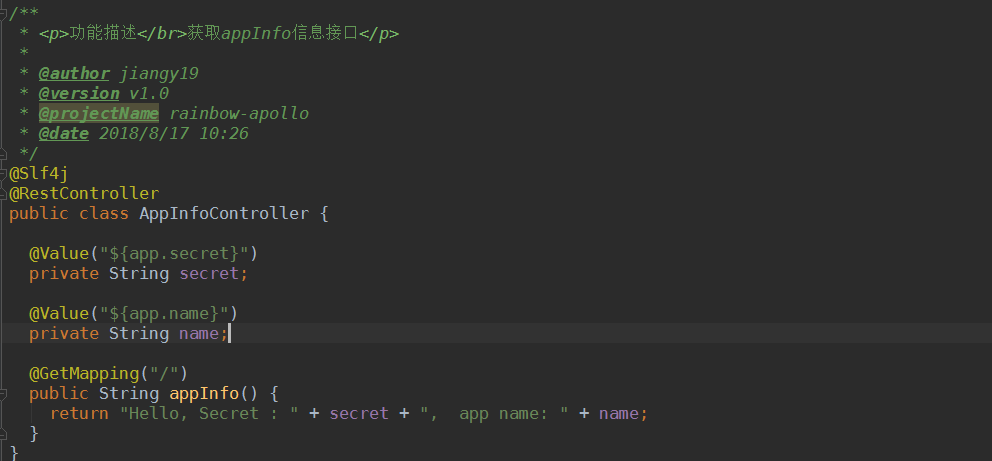 /**
 * <p>功能描述</br>获取appInfo信息接口</p>
 *
 * @author jiangy19
 * @version v1.0
 * @projectName rainbow-apollo
 * @date 2018/8/17 10:26
 */
@Slf4j
@RestController
public class AppInfoController {
  @Value("${app.secret}")
  private String secret;
  @Value("${app.name}")
  private String name;
  @GetMapping("/")
  public String appInfo() {
    return "Hello, Secret : " + secret + ",  app name: " + name;
  }
}